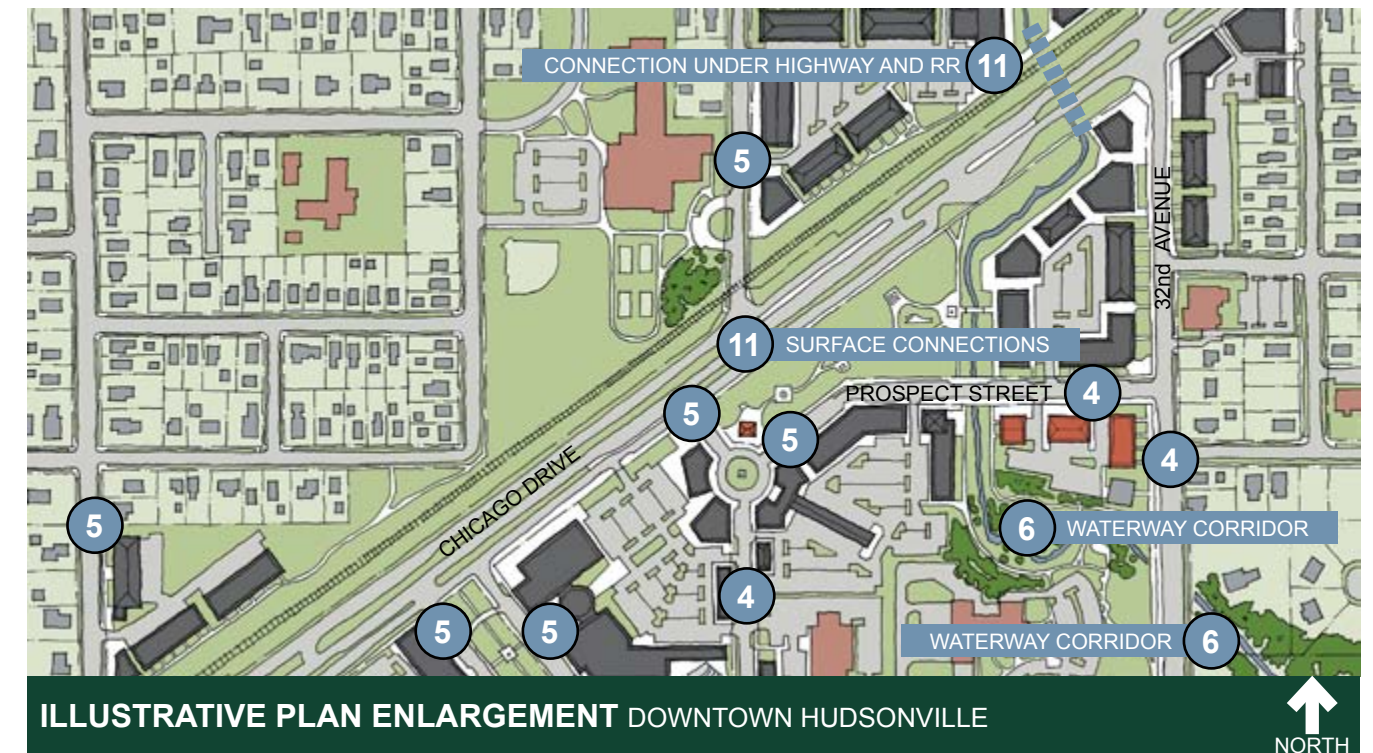 CONNECTION UNDER HIGHWAY AND RR 11
5
32nd AVENUE
11 SURFACE CONNECTIONS
PROSPECT STREET 4
5
5
4
CHICAGO DRIVE
5
6 WATERWAY CORRIDOR
4
5
5
WATERWAY CORRIDOR 6
ILLUSTRATIVE PLAN ENLARGEMENT DOWNTOWN HUDSONVILLE
NORTH